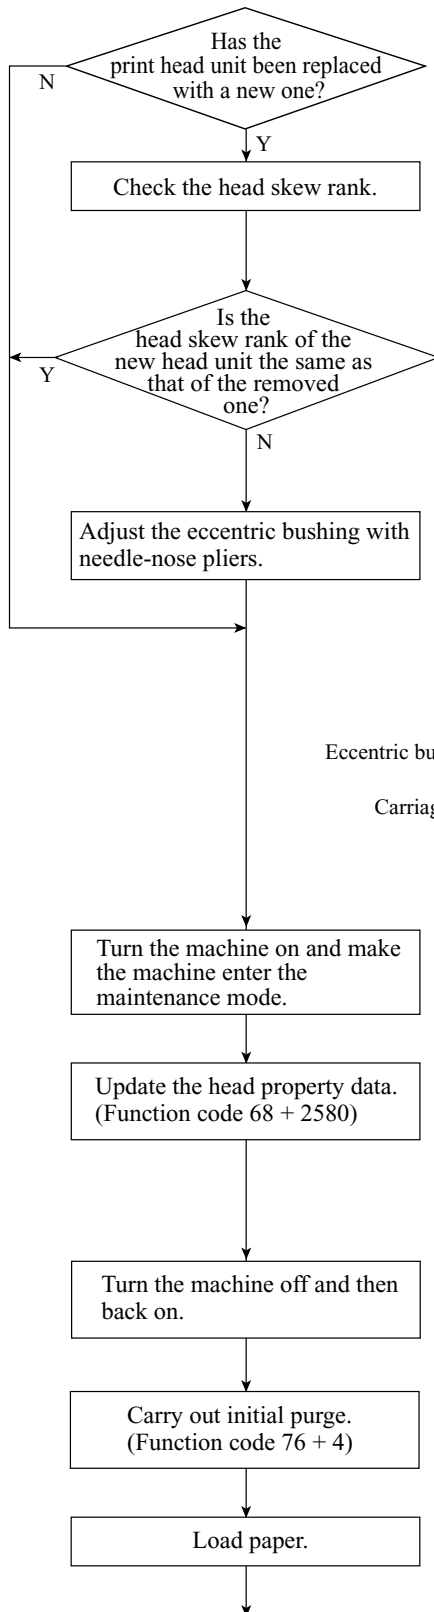 Has the
print head unit been replaced
with a new one?
N
Y
Check the head skew rank.
Is the
head skew rank of the
new head unit the same as
that of the removed
one?
Y
N
Adjust the eccentric bushing with
needle-nose pliers.
Eccentric bu
Carriag
Turn the machine on and make
the machine enter the
maintenance mode.
Update the head property data.
(Function code 68 + 2580)
Turn the machine off and then
back on.
Carry out initial purge.
(Function code 76 + 4)
Load paper.